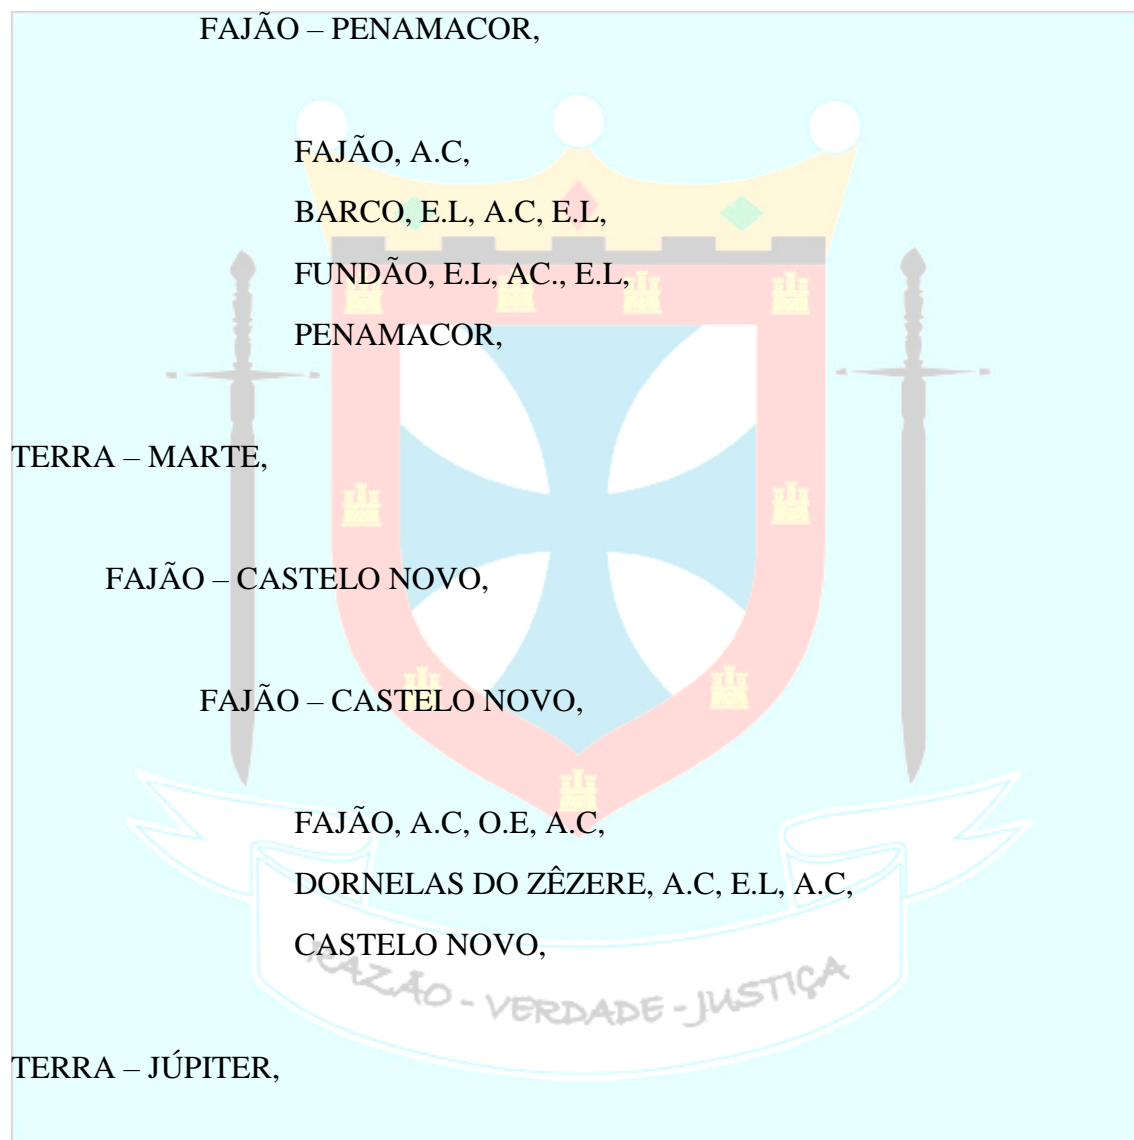 FAJÃO – PENAMACOR,
FAJÃO, A.C,
BARCO, E.L, A.C, E.L,
FUNDÃO, E.L, AC., E.L,
PENAMACOR,
TERRA – MARTE,
FAJÃO – CASTELO NOVO,
FAJÃO – CASTELO NOVO,
FAJÃO, A.C, O.E, A.C,
DORNELAS DO ZÊZERE, A.C, E.L, A.C,
CASTELO NOVO,
RAZÃO - VERDADE - JUSTIÇA
TERRA – JÚPITER,